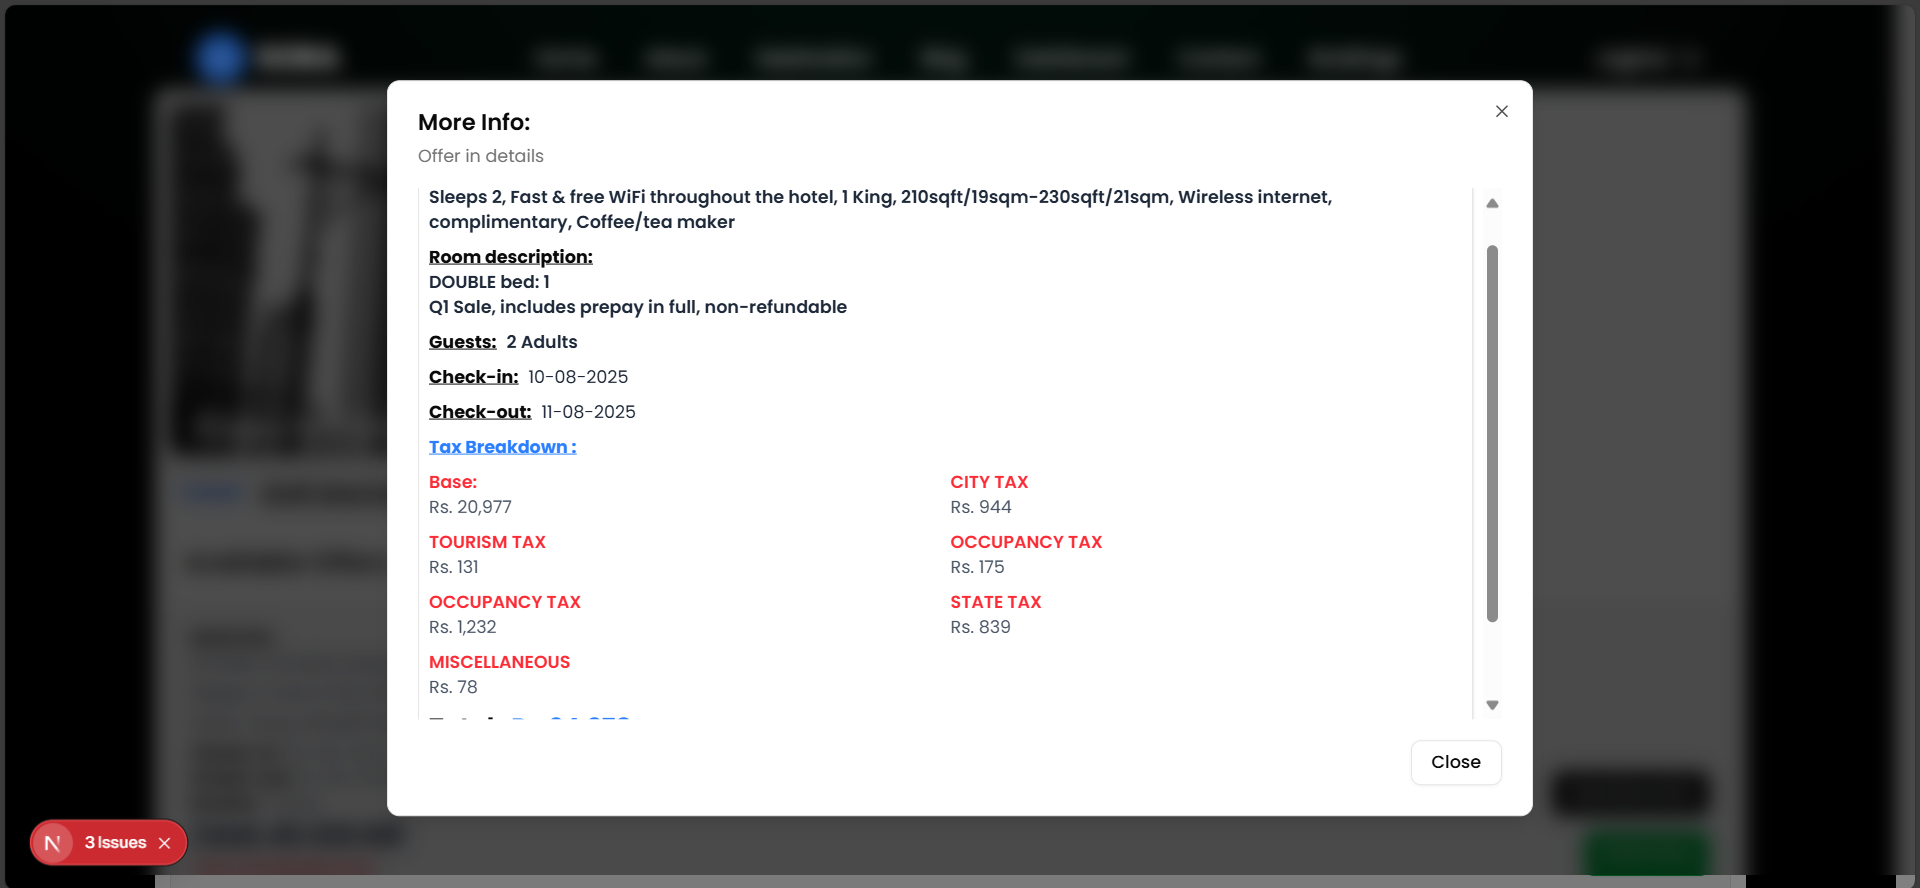 More Info:
Offer in details
Sleeps 2, Fast & free WiFi throughout the hotel, 1 King, 210sqft/19sqm-230sqft/21sqm, Wireless internet,
complimentary, Coffee/tea maker
Room description:
DOUBLE bed: 1
Q1 Sale, includes prepay in full, non-refundable
Guests: 2 Adults
Check-in: 10-08-2025
Check-out: 11-08-2025
Tax Breakdown :
Base:
Rs. 20,977
CITY TAX
Rs. 944
TOURISM TAX
Rs. 131
OCCUPANCY TAX
Rs. 175
OCCUPANCY TAX
Rs. 1,232
STATE TAX
Rs. 839
MISCELLANEOUS
Rs. 78
Close
N 3 Issues